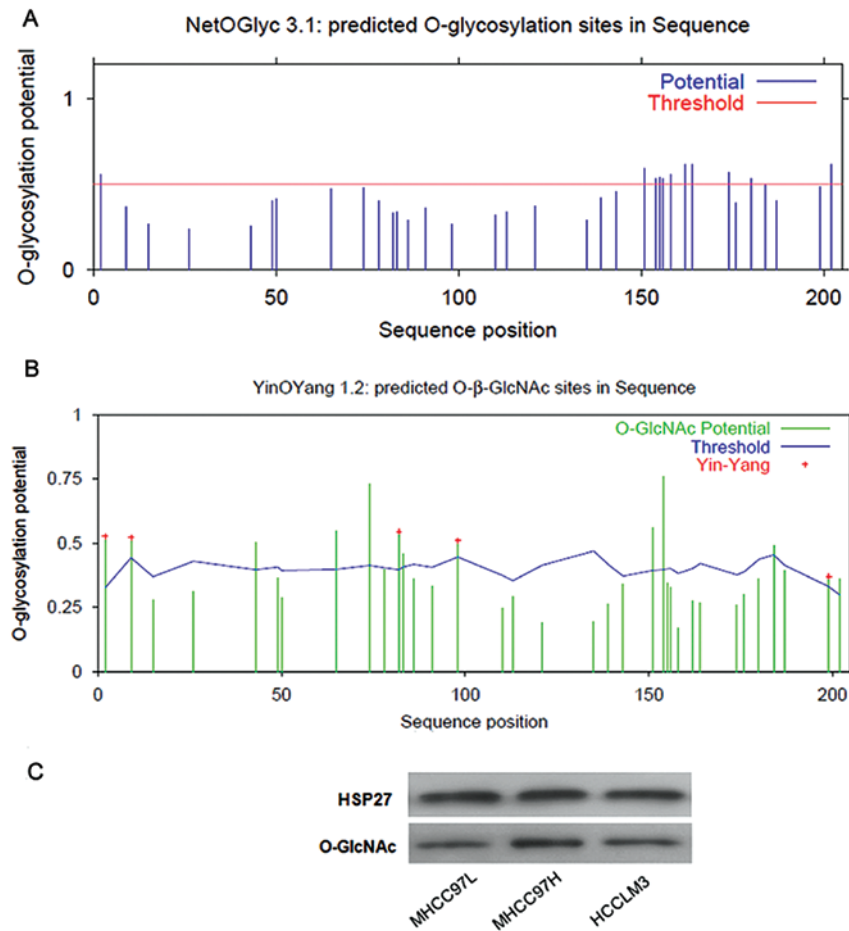 A
NetOGlyc 3.1: predicted O-glycosylation sites in Sequence
O-glycosylation potential
1
0
Potential
Threshold
0 50 100 150 200
Sequence position
B
YinOYang 1.2: predicted O-β-GlcNAc sites in Sequence
O-glycosylation potential
1
0.75
0.5
0.25
0
O-GlcNAc Potential
Threshold
Yin-Yang
0 50 100 150 200
Sequence position
C
HSP27
O-GlcNAc
MHCC97L MHCC97H HCCLM3